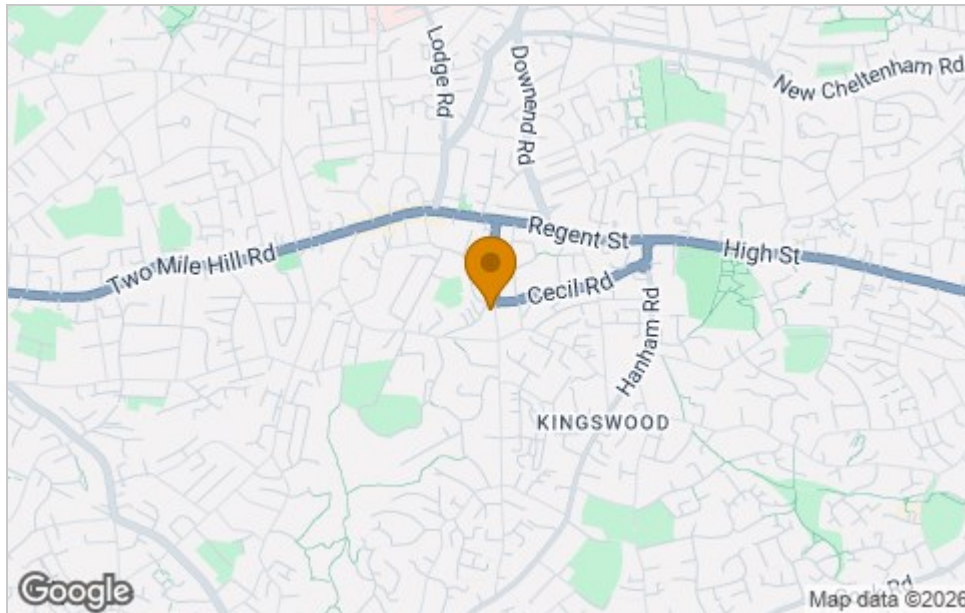 Lodge Rd
Downend Rd
New Cheltenham Rd
Two Mile Hill Rd
Regent St
High St
Cecil Rd
Hanham Rd
KINGSWOOD
Google
Rd
Map data ©2026